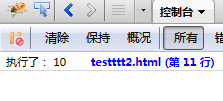 控制台
清除 保持 概况 所有
执行了： 10 testttt2.html (第 11 行)